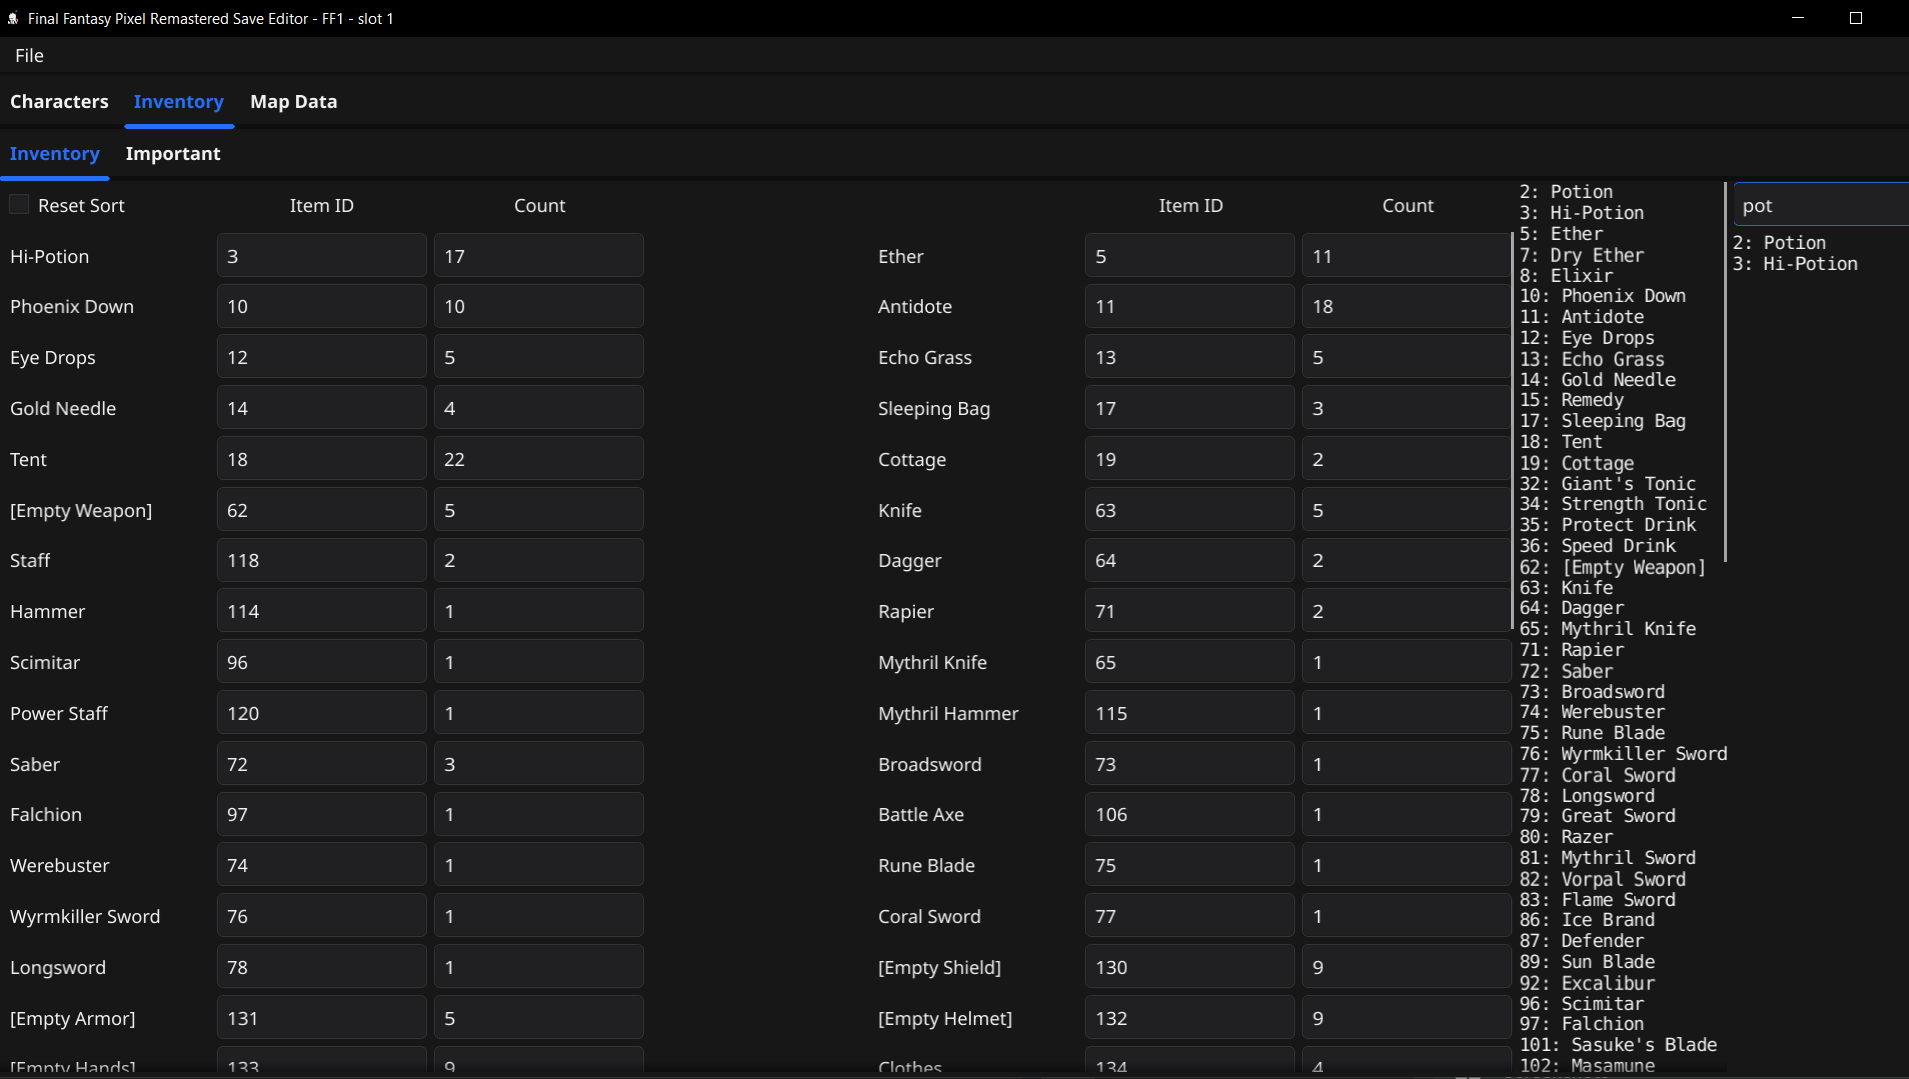 Final Fantasy Pixel Remastered Save Editor - FF1 - slot 1
File
Characters Inventory Map Data
Inventory Important
Reset Sort Item ID Count Item ID Count
Hi-Potion 3 17 Ether 5 11
Phoenix Down 10 10 Antidote 11 18
Eye Drops 12 5 Echo Grass 13 5
Gold Needle 14 4 Sleeping Bag 17 3
Tent 18 22 Cottage 19 2
[Empty Weapon] 62 5 Knife 63 5
Staff 118 2 Dagger 64 2
Hammer 114 1 Rapier 71 2
Scimitar 96 1 Mythril Knife 65 1
Power Staff 120 1 Mythril Hammer 115 1
Saber 72 3 Broadsword 73 1
Falchion 97 1 Battle Axe 106 1
Werebuster 74 1 Rune Blade 75 1
Wyrmkiller Sword 76 1 Coral Sword 77 1
Longsword 78 1 [Empty Shield] 130 9
[Empty Armor] 131 5 [Empty Helmet] 132 9
[Empty Hands] 133 9 Clothes 134 4
2: Potion
3: Hi-Potion
5: Ether
7: Dry Ether
8: Elixir
10: Phoenix Down
11: Antidote
12: Eye Drops
13: Echo Grass
14: Gold Needle
15: Remedy
17: Sleeping Bag
18: Tent
19: Cottage
32: Giant's Tonic
34: Strength Tonic
35: Protect Drink
36: Speed Drink
62: [Empty Weapon]
63: Knife
64: Dagger
65: Mythril Knife
71: Rapier
72: Saber
73: Broadsword
74: Werebuster
75: Rune Blade
76: Wyrmkiller Sword
77: Coral Sword
78: Longsword
79: Great Sword
80: Razer
81: Mythril Sword
82: Vorpal Sword
83: Flame Sword
86: Ice Brand
87: Defender
89: Sun Blade
92: Excalibur
96: Scimitar
97: Falchion
101: Sasuke's Blade
102: Masamune
pot
2: Potion
3: Hi-Potion